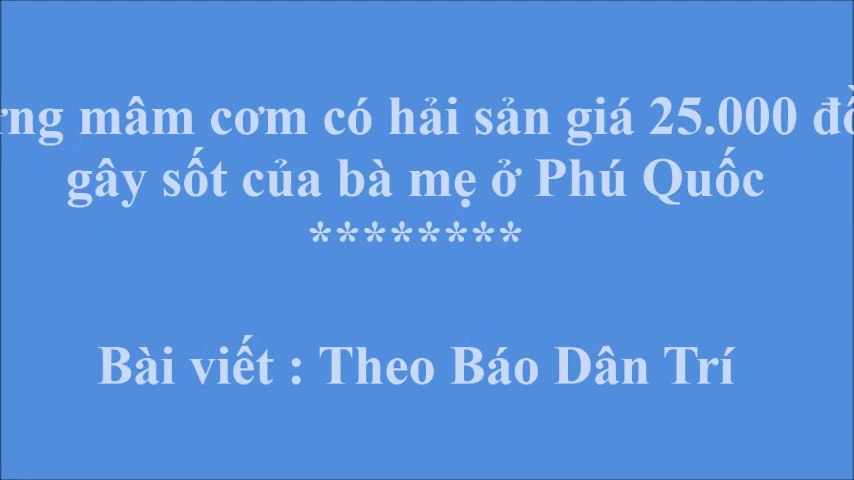 mâm cơm có hải sản giá 25.000
gây sốt của bà mẹ ở Phú Quốc
********
Bài viết : Theo Báo Dân Trí